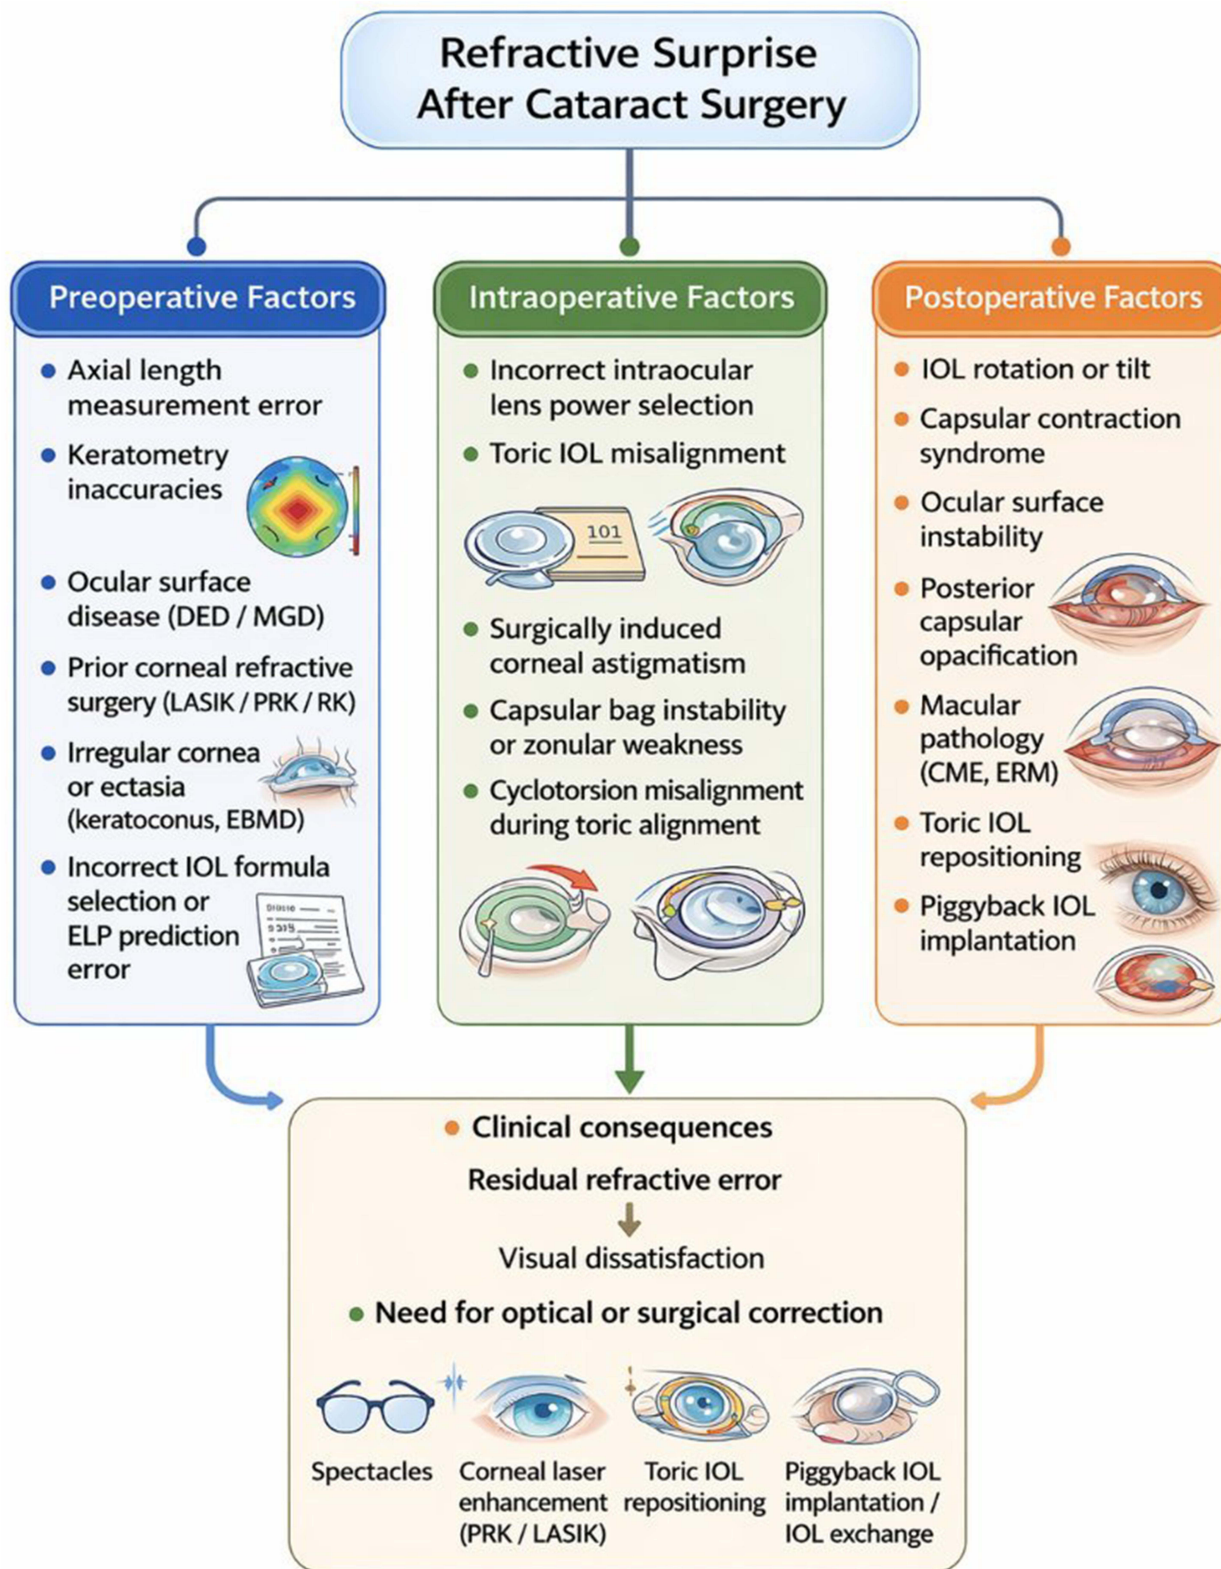 Refractive Surprise
After Cataract Surgery
Preoperative Factors
• Axial length
measurement error
• Keratometry
inaccuracies
• Ocular surface
disease (DED / MGD)
• Prior corneal refractive
surgery (LASIK / PRK / RK)
• Irregular cornea
or ectasia
(keratoconus, EBMD)
• Incorrect IOL formula
selection or
ELP prediction
error
Intraoperative Factors
• Incorrect intraocular
lens power selection
• Toric IOL misalignment
101
• Surgically induced
corneal astigmatism
• Capsular bag instability
or zonular weakness
• Cyclotorsion misalignment
during toric alignment
Postoperative Factors
• IOL rotation or tilt
• Capsular contraction
syndrome
• Ocular surface
instability
• Posterior
capsular
opacification
• Macular
pathology
(CME, ERM)
• Toric IOL
repositioning
• Piggyback IOL
implantation
• Clinical consequences
Residual refractive error
Visual dissatisfaction
• Need for optical or surgical correction
Spectacles
Corneal laser
enhancement
(PRK / LASIK)
Toric IOL
repositioning
Piggyback IOL
implantation /
IOL exchange